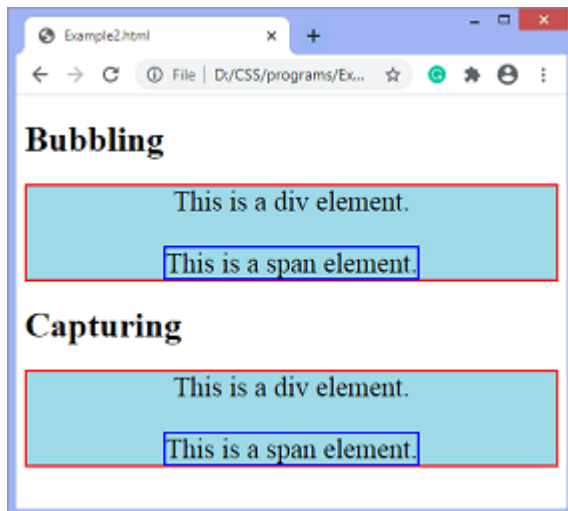 Example2.html
File | D:/CSS/programs/Ex...
Bubbling
This is a div element.
This is a span element.
Capturing
This is a div element.
This is a span element.